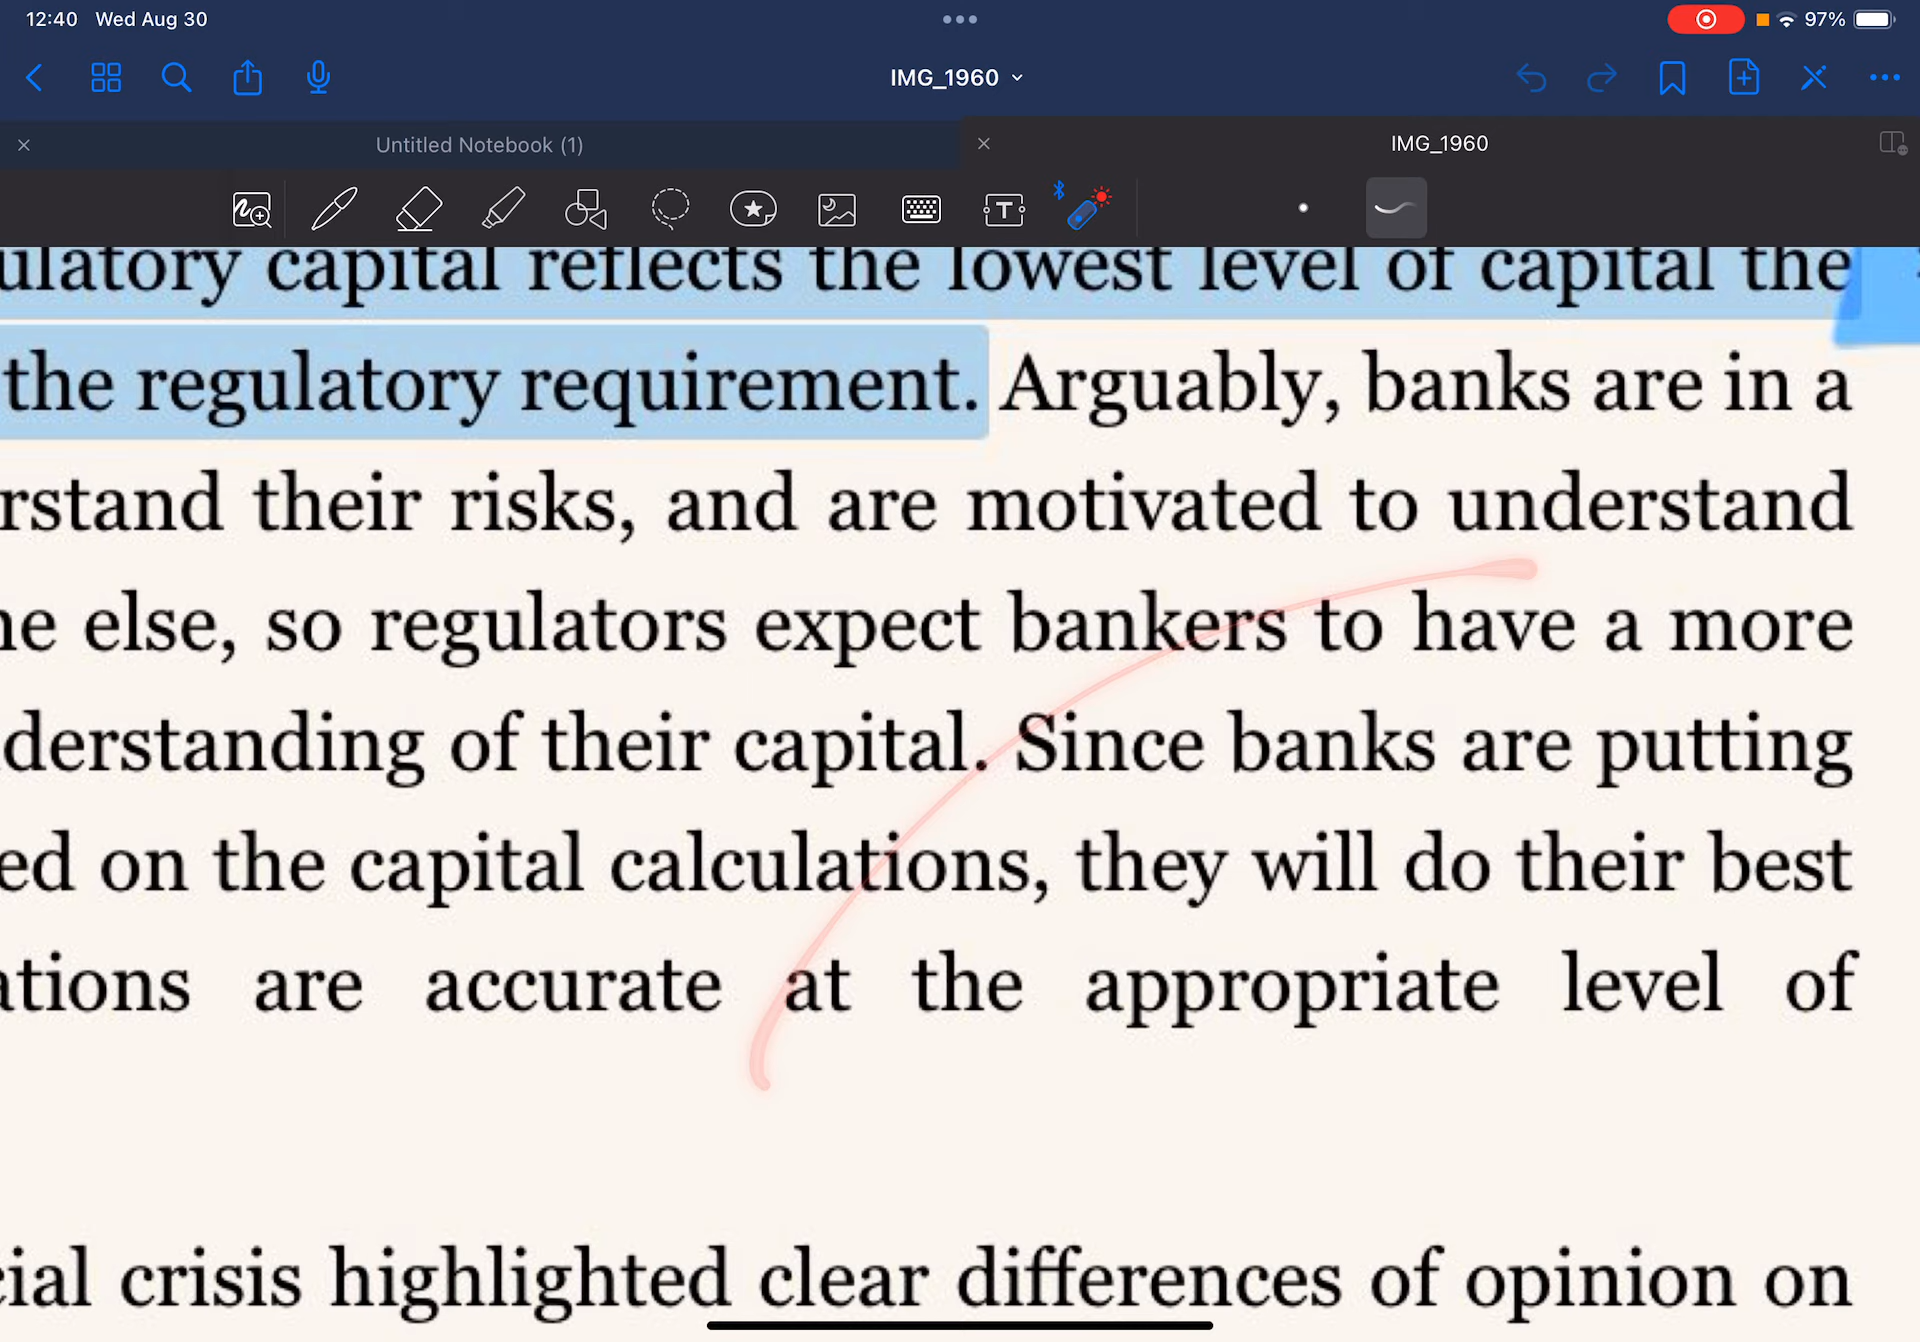 12:40 Wed Aug 30
97%
IMG_1960
Untitled Notebook (1)
IMG_1960
ulatory capital reflects the lowest level of capital the
the regulatory requirement. Arguably, banks are in a
rstand their risks, and are motivated to understand
ne else, so regulators expect bankers to have a more
derstanding of their capital. Since banks are putting
ed on the capital calculations, they will do their best
ations are accurate at the appropriate level of
cial crisis highlighted clear differences of opinion on